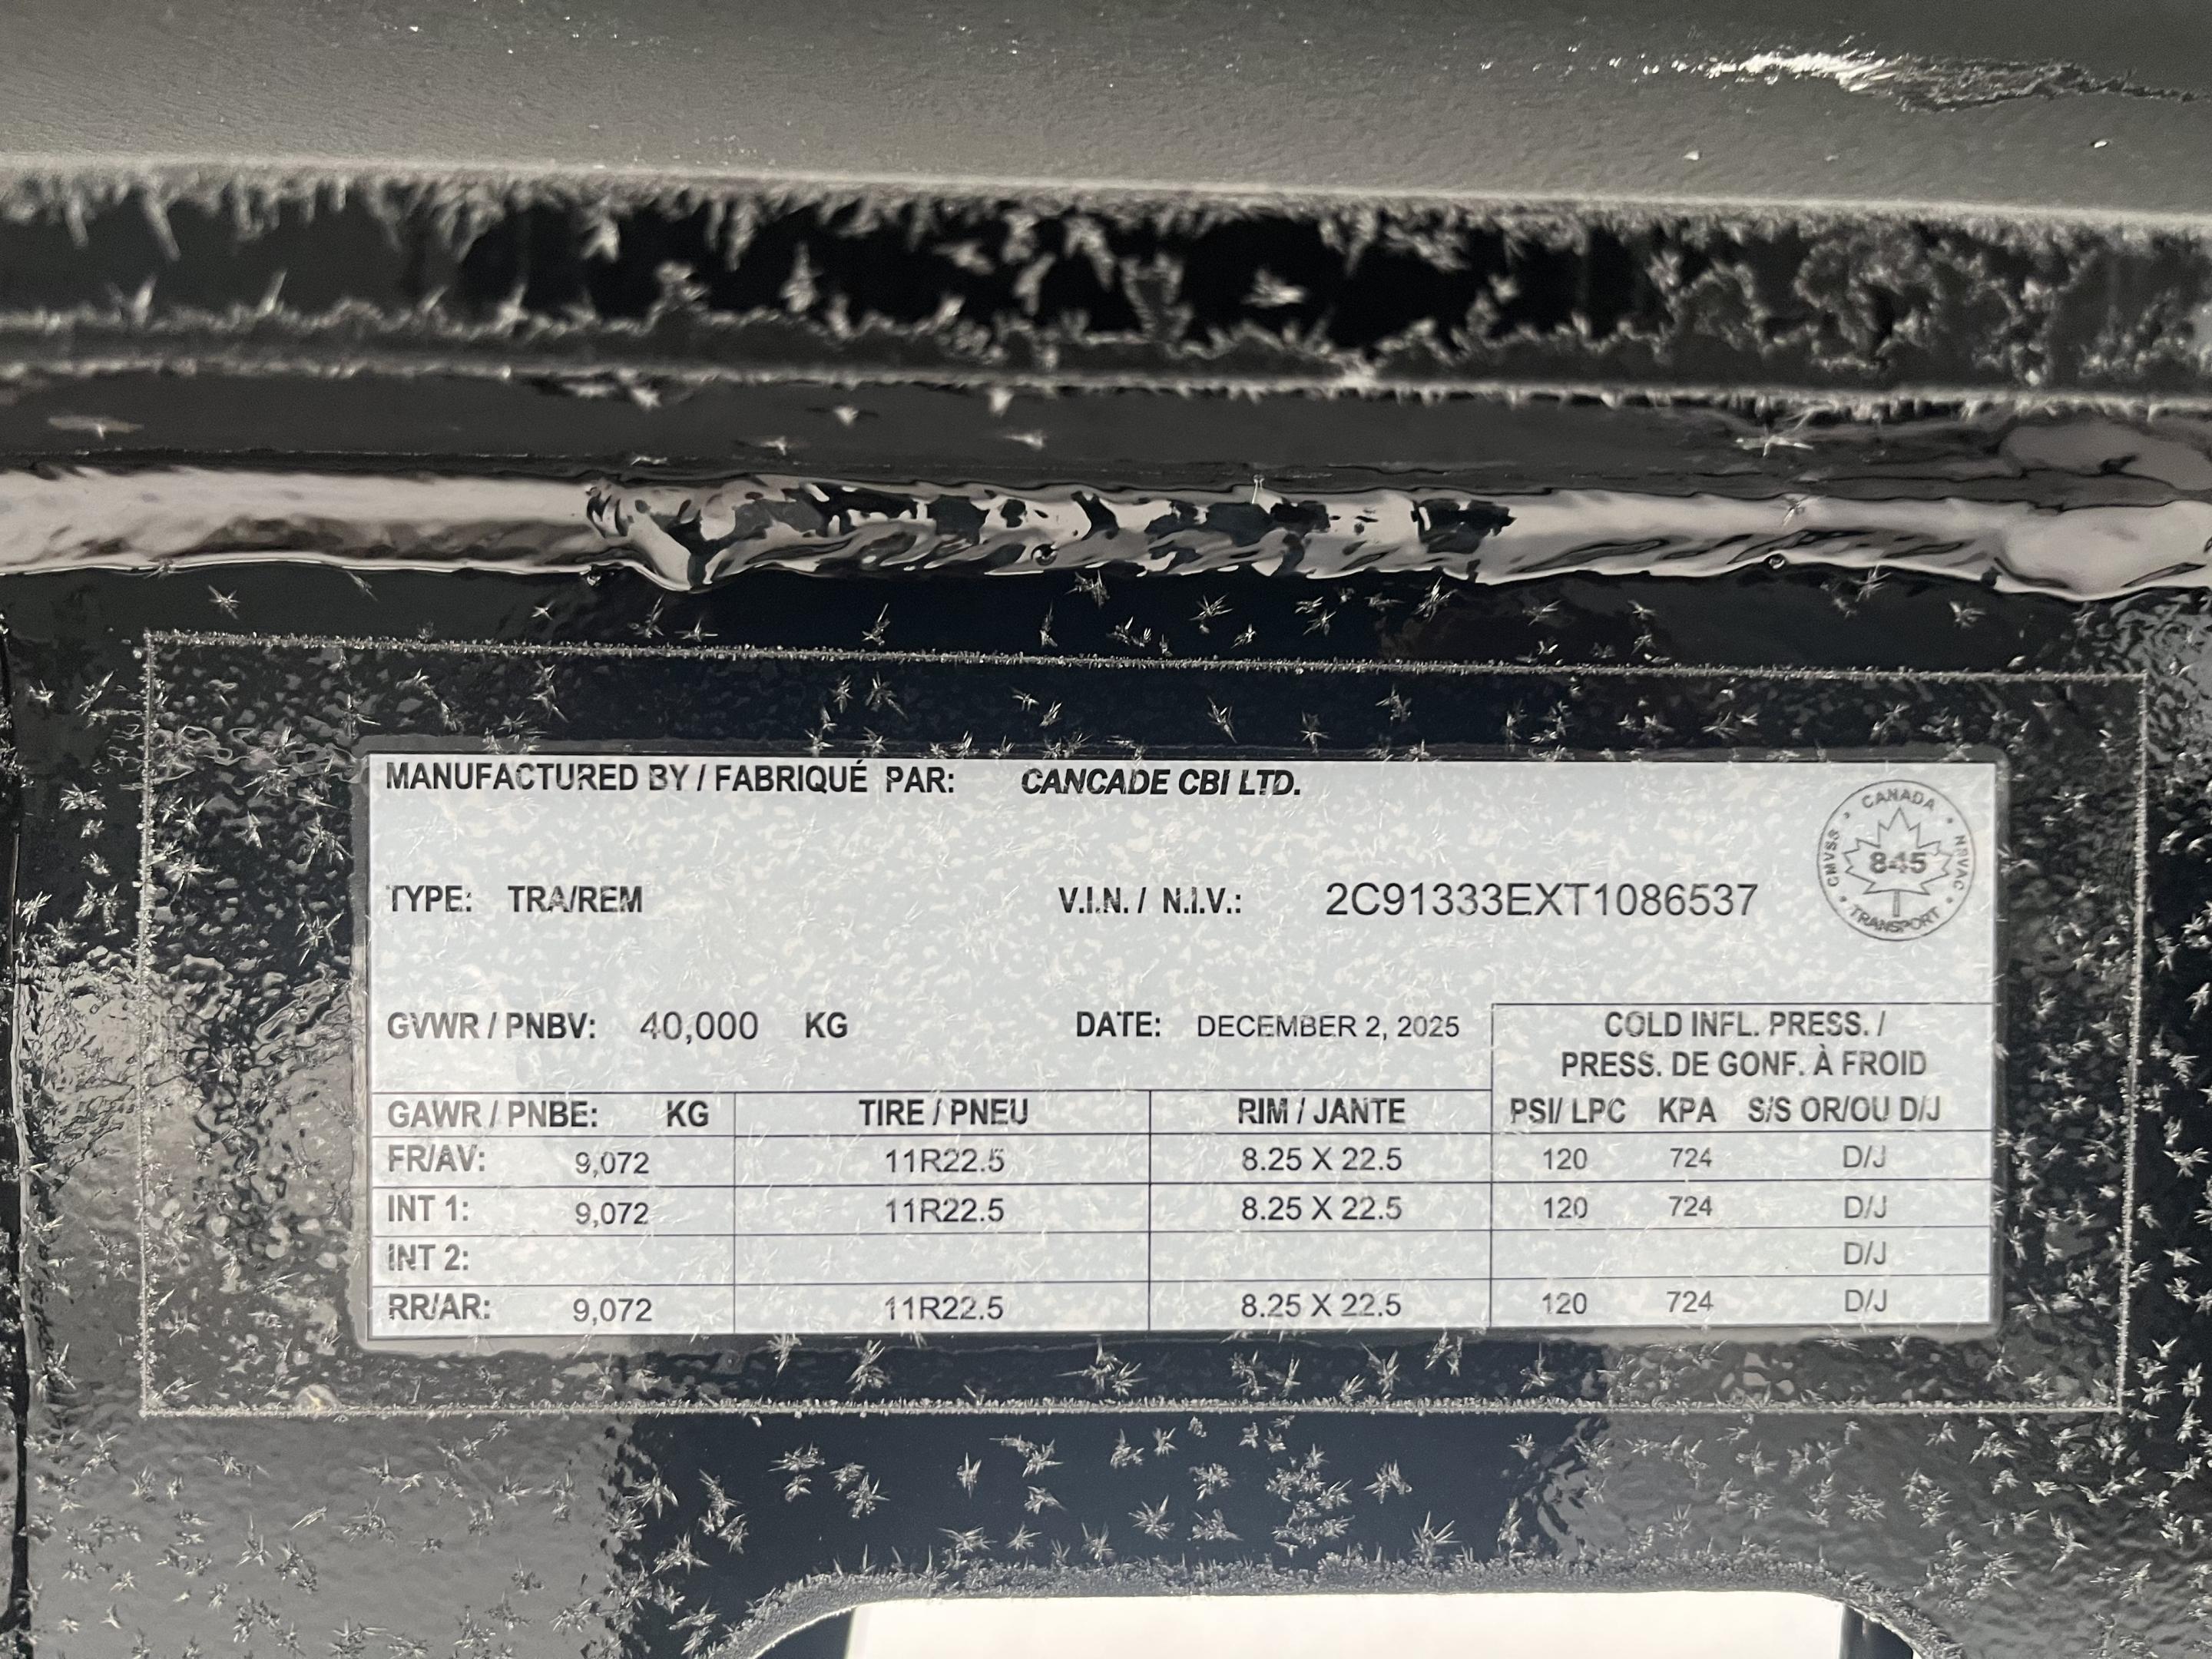 MANUFACTURED BY / FABRIQUÉ PAR: CANCADE CBI LTD.
CANADA
CMVSS 845 NSVAC
TRANSPORT
TYPE: TRA/REM V.I.N. / N.I.V.: 2C91333EXT1086537
GVWR / PNBV: 40,000 KG DATE: DECEMBER 2, 2025
COLD INFL. PRESS. /
PRESS. DE GONF. À FROID
GAWR / PNBE: KG TIRE / PNEU RIM / JANTE PSI/ LPC KPA S/S OR/OU D/J
FR/AV: 9,072 11R22.5 8.25 X 22.5 120 724 D/J
INT 1: 9,072 11R22.5 8.25 X 22.5 120 724 D/J
INT 2: D/J
RR/AR: 9,072 11R22.5 8.25 X 22.5 120 724 D/J